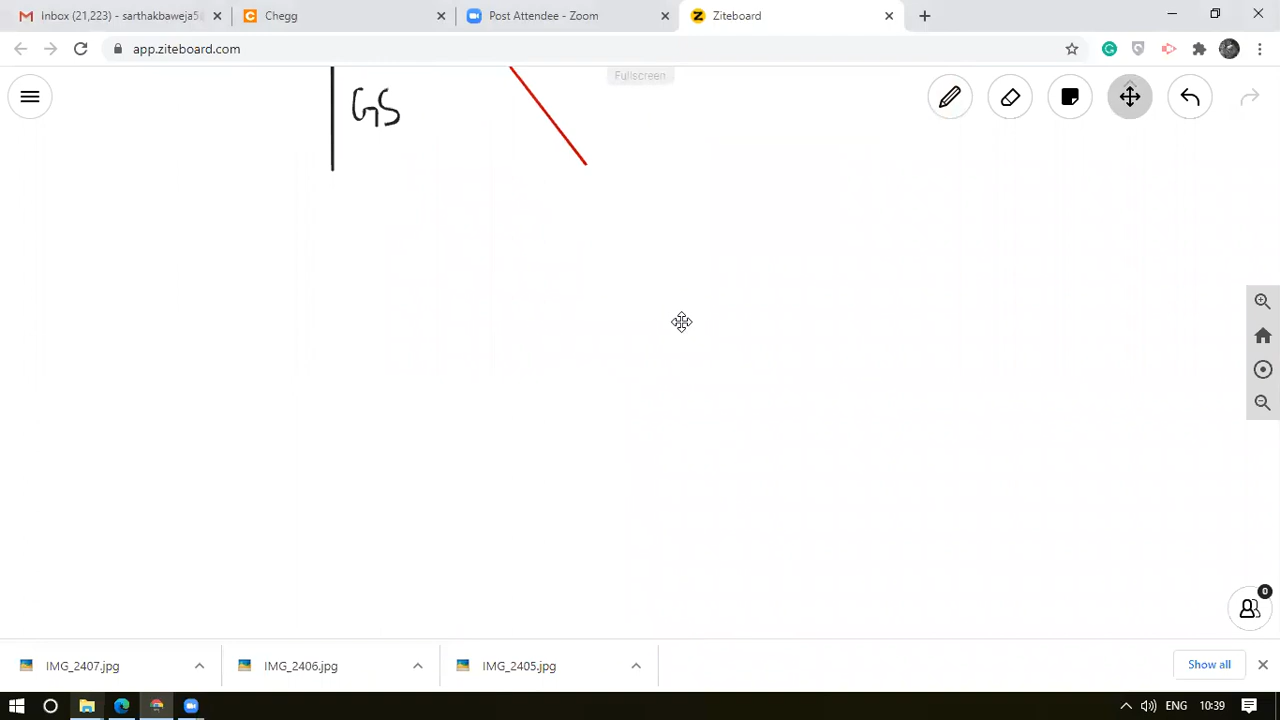 Inbox (21,223) - sarthakbaweja5
Chegg
Post Attendee - Zoom
Ziteboard
app.ziteboard.com
Fullscreen
GS
0
IMG_2407.jpg
IMG_2406.jpg
IMG_2405.jpg
Show all
ENG
10:39